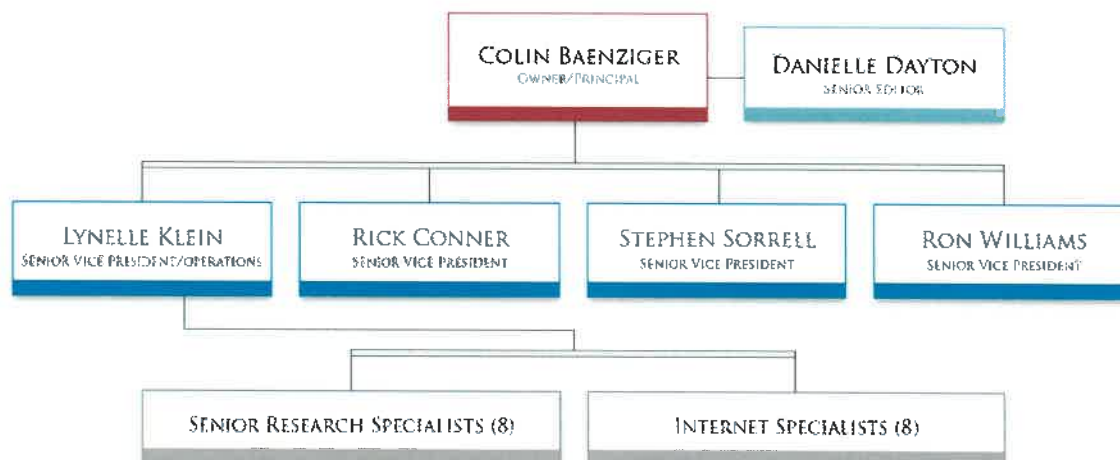 COLIN BAENZIGER
OWNER/PRINCIPAL
DANIELLE DAYTON
SENIOR EDITOR
LYNELLE KLEIN
SENIOR VICE PRESIDENT/OPERATIONS
RICK CONNER
SENIOR VICE PRESIDENT
STEPHEN SORRELL
SENIOR VICE PRESIDENT
RON WILLIAMS
SENIOR VICE PRESIDENT
SENIOR RESEARCH SPECIALISTS (8)
INTERNET SPECIALISTS (8)